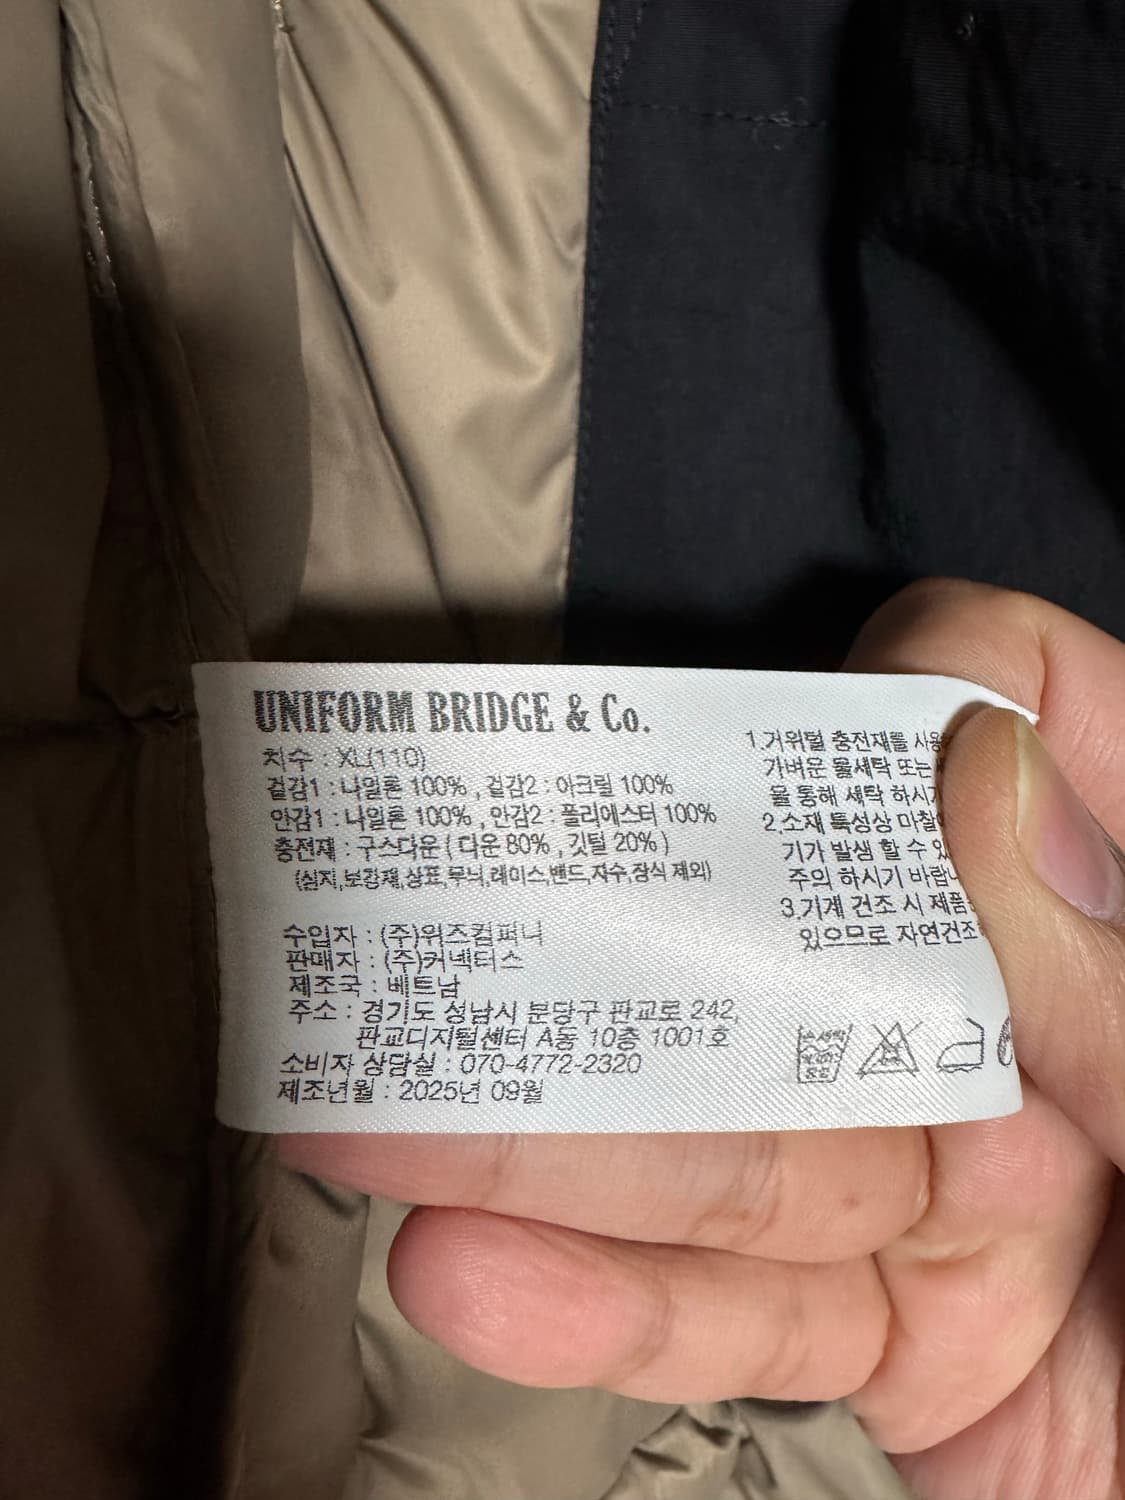 UNIFORM BRIDGE & Co.
치수 : XL(110)
겉감1 : 나일론 100% , 겉감2 : 아크릴 100%
안감1 : 나일론 100% , 안감2 : 폴리에스터 100%
충전재 : 구스다운 ( 다운 80% , 깃털 20% )
(심지,보강재,상표,무늬,레이스,밴드,자수,장식 제외)
수입자 : (주)위즈컴퍼니
판매자 : (주)커넥터스
제조국 : 베트남
주소 : 경기도 성남시 분당구 판교로 242,
판교디지털센터 A동 10층 1001호
소비자 상담실 : 070-4772-2320
제조년월 : 2025년 09월
1.거위털 충전재를
가벼운 물세탁 또는
을 통해 세탁
2.소재 특성상
기가 발생 할 수
주의 하시기
3.기계 건조 시
있으므로 자연건조